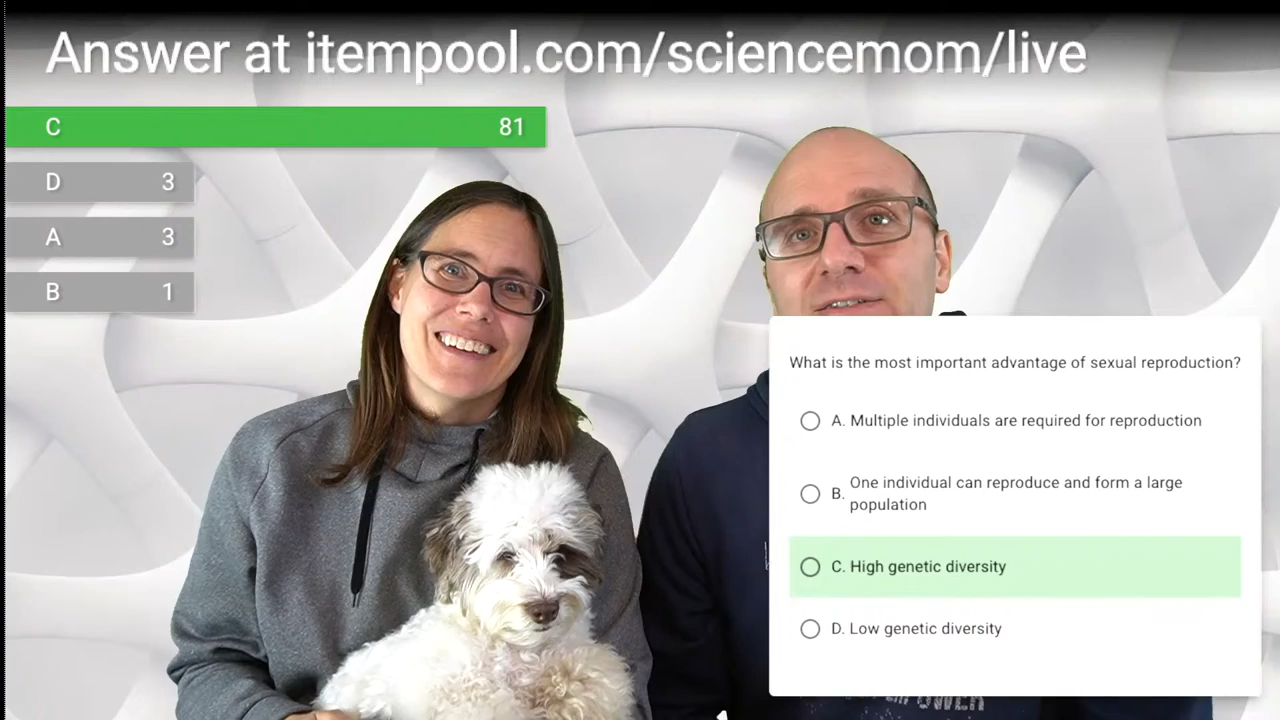 Answer at itempool.com/sciencemom/live
C 81
D 3
A 3
B 1
What is the most important advantage of sexual reproduction?
A. Multiple individuals are required for reproduction
B. One individual can reproduce and form a large
population
C. High genetic diversity
D. Low genetic diversity